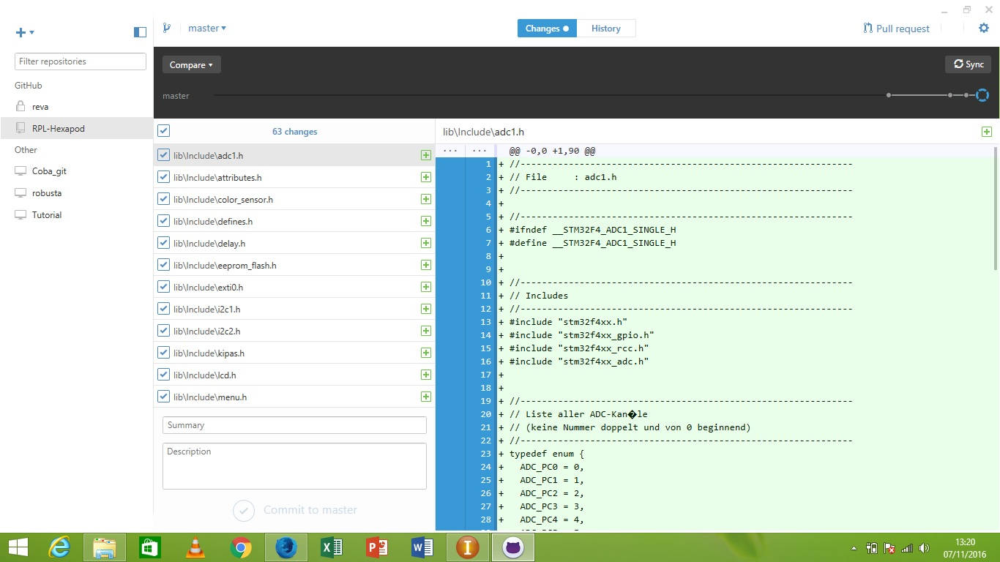 master
Changes
History
Pull request
Filter repositories
GitHub
reva
RPL-Hexapod
Other
Coba_git
robusta
Tutorial
Compare
Sync
master
63 changes
lib\Include\adc1.h
lib\Include\attributes.h
lib\Include\color_sensor.h
lib\Include\defines.h
lib\Include\delay.h
lib\Include\eeprom_flash.h
lib\Include\exti0.h
lib\Include\i2c1.h
lib\Include\i2c2.h
lib\Include\kipas.h
lib\Include\lcd.h
lib\Include\menu.h
Summary
Description
Commit to master
lib\Include\adc1.h
... ... @@ -0,0 +1,90 @@
1 + //--------------------------------------------------------------
2 + // File     : adc1.h
3 + //--------------------------------------------------------------
4 +
5 + //--------------------------------------------------------------
6 + #ifndef __STM32F4_ADC1_SINGLE_H
7 + #define __STM32F4_ADC1_SINGLE_H
8 +
9 +
10 + //--------------------------------------------------------------
11 + // Includes
12 + //--------------------------------------------------------------
13 + #include "stm32f4xx.h"
14 + #include "stm32f4xx_gpio.h"
15 + #include "stm32f4xx_rcc.h"
16 + #include "stm32f4xx_adc.h"
17 +
18 +
19 + //--------------------------------------------------------------
20 + // Liste aller ADC-Kan�le
21 + // (keine Nummer doppelt und von 0 beginnend)
22 + //--------------------------------------------------------------
23 + typedef enum {
24 +   ADC_PC0 = 0,
25 +   ADC_PC1 = 1,
26 +   ADC_PC2 = 2,
27 +   ADC_PC3 = 3,
28 +   ADC_PC4 = 4,
13:20
07/11/2016